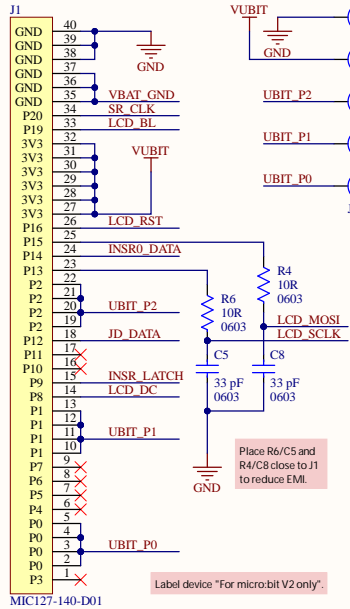 J1
GND 40
GND 39
GND 38
GND 37
GND 36
GND 35 VBAT_GND
P20 34 SR_CLK
P19 33 LCD_BL
3V3 32
3V3 31
3V3 30
3V3 29
3V3 28
3V3 27
P16 26 LCD_RST
P15 25
P14 24 INSR0_DATA
P13 23
P2 22
P2 21
P2 20 UBIT_P2
P2 19
P12 18 JD_DATA
P11 17
P10 16
P9 15 INSR_LATCH
P8 14 LCD_DC
P1 13
P1 12
P1 11 UBIT_P1
P1 10
P7 9
P6 8
P5 7
P4 6
P0 5
P0 4
P0 3 UBIT_P0
P0 2
P3 1
MIC127-140-D01
GND
VUBIT
VUBIT
GND
UBIT_P2
UBIT_P1
UBIT_P0
R4
10R
0603
R6
10R
0603
LCD_MOSI
LCD_SCLK
C5
33 pF
0603
C8
33 pF
0603
GND
Place R6/C5 and
R4/C8 close to J1
to reduce EMI.
Label device "For micro:bit V2 only".